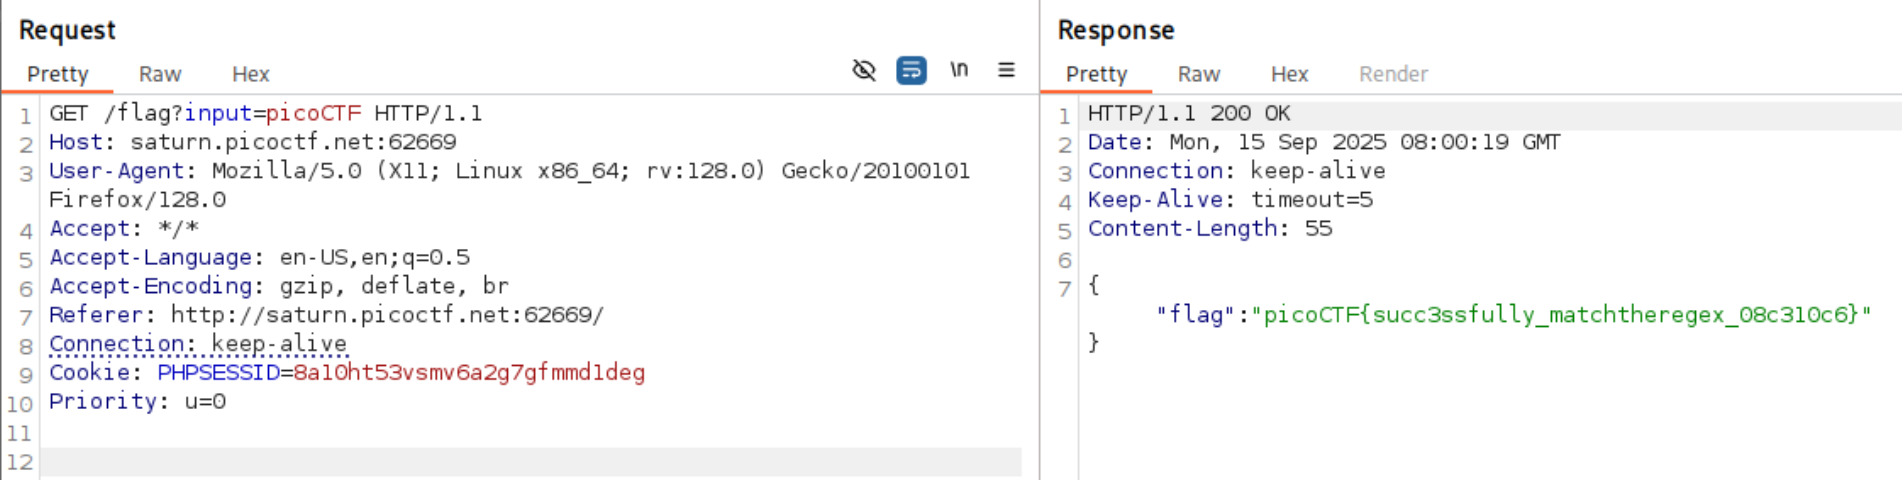 Request
Pretty Raw Hex \n
1 GET /flag?input=picoCTF HTTP/1.1
2 Host: saturn.picoctf.net:62669
3 User-Agent: Mozilla/5.0 (X11; Linux x86_64; rv:128.0) Gecko/20100101
Firefox/128.0
4 Accept: */*
5 Accept-Language: en-US,en;q=0.5
6 Accept-Encoding: gzip, deflate, br
7 Referer: http://saturn.picoctf.net:62669/
8 Connection: keep-alive
9 Cookie: PHPSESSID=8a10ht53vsmv6a2g7gfmmd1deg
10 Priority: u=0
11
12
Response
Pretty Raw Hex Render
1 HTTP/1.1 200 OK
2 Date: Mon, 15 Sep 2025 08:00:19 GMT
3 Connection: keep-alive
4 Keep-Alive: timeout=5
5 Content-Length: 55
6
7 {
"flag":"picoCTF{succ3ssfully_matchtheregex_08c310c6}"
}